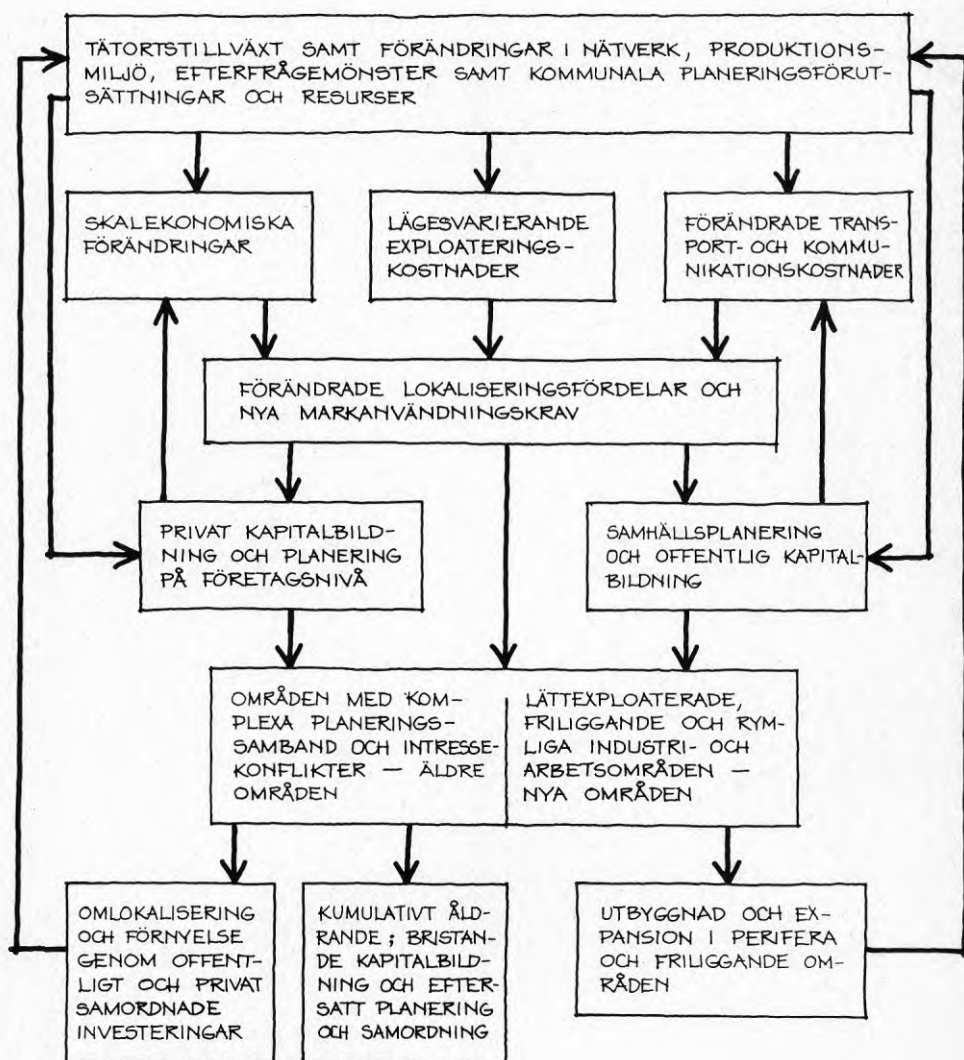 TÄTORTSTILLVÄXT SAMT FÖRÄNDRINGAR I NÄTVERK, PRODUKTIONS-
MILJÖ, EFTERFRÅGEMÖNSTER SAMT KOMMUNALA PLANERINGSFÖRUT-
SÄTTNINGAR OCH RESURSER
SKALEKONOMISKA
FÖRÄNDRINGAR
LÄGESVARIERANDE
EXPLOATERINGS-
KOSTNADER
FÖRÄNDRADE TRANS-
PORT- OCH KOMMU-
NIKATIONSKOSTNADER
FÖRÄNDRADE LOKALISERINGSFÖRDELAR OCH
NYA MARKANVÄNDNINGSKRAV
PRIVAT KAPITALBILD-
NING OCH PLANERING
PÅ FÖRETAGSNIVÅ
SAMHÄLLSPLANERING
OCH OFFENTLIG KAPITAL-
BILDNING
OMRÅDEN MED KOM-
PLEXA PLANERINGS-
SAMBAND OCH INTRESSE-
KONFLIKTER — ÄLDRE
OMRÅDEN
LÄTTEXPLOATERADE,
FRILIGGANDE OCH RYM-
LIGA INDUSTRI- OCH
ARBETSOMRÅDEN —
NYA OMRÅDEN
OMLOKALISERING
OCH FÖRNYELSE
GENOM OFFENT-
LIGT OCH PRIVAT
SAMORDNADE
INVESTERINGAR
KUMULATIVT ÅLD-
RANDE; BRISTAN-
DE KAPITALBILD-
NING OCH EFTER-
SATT PLANERING
OCH SAMORDNING
UTBYGGNAD OCH EX-
PANSION I PERIFERA
OCH FRILIGGANDE OM-
RÅDEN